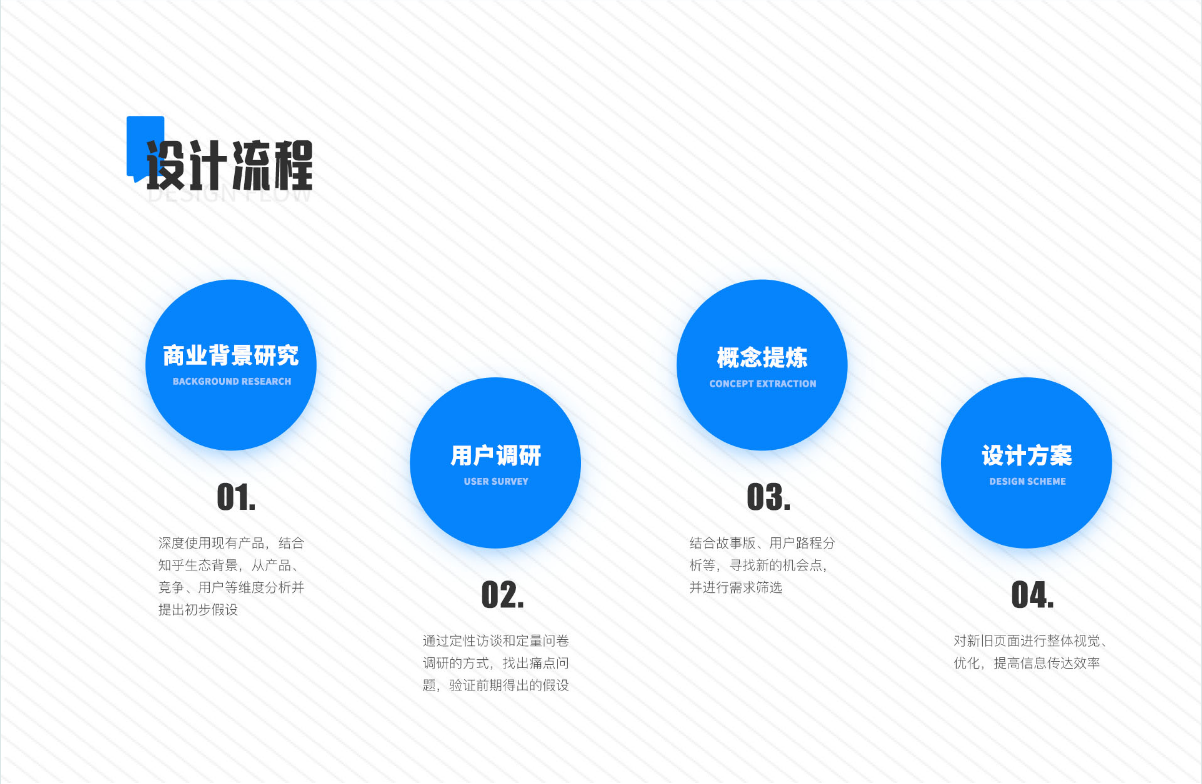 设计流程
DESIGN FLOW
商业背景研究
BACKGROUND RESEARCH
01.
深度使用现有产品，结合
知乎生态背景，从产品、
竞争、用户等维度分析并
提出初步假设
用户调研
USER SURVEY
02.
通过定性访谈和定量问卷
调研的方式，找出痛点问
题，验证前期得出的假设
概念提炼
CONCEPT EXTRACTION
03.
结合故事版、用户路程分
析等，寻找新的机会点，
并进行需求筛选
设计方案
DESIGN SCHEME
04.
对新旧页面进行整体视觉、
优化，提高信息传达效率